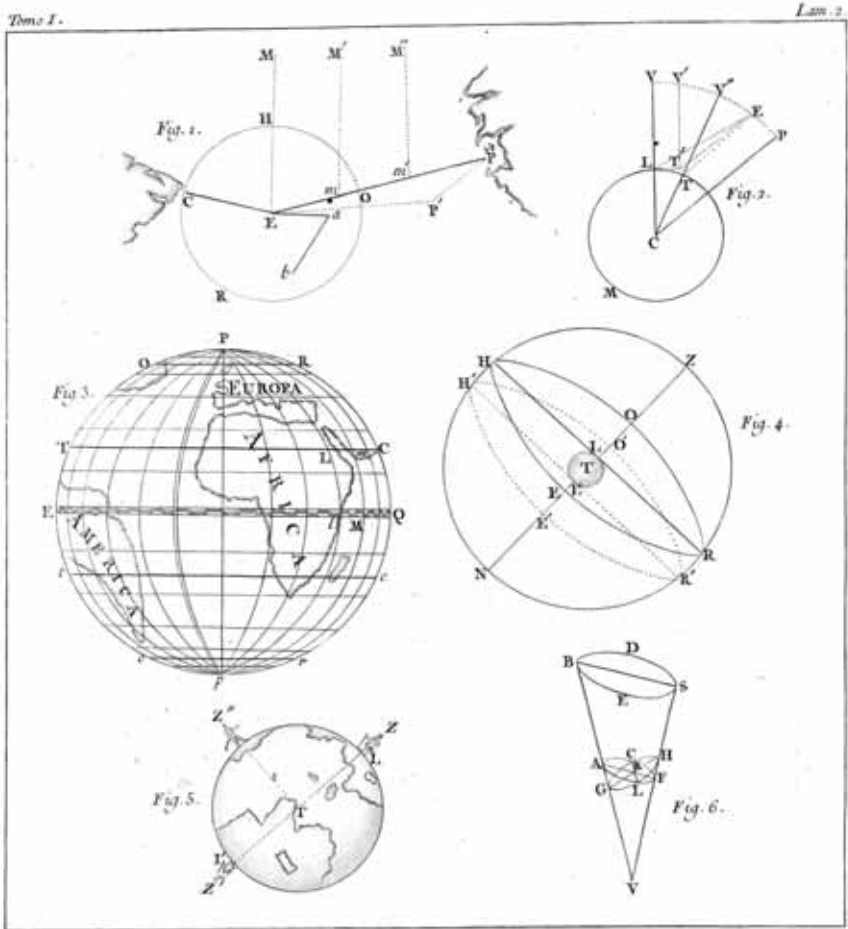 Tomo I. Lam. 2.
M M' M''
Fig. 1.
H
C m' m'' P
E O
a P'
b
R
V V' V'' E
P
L T'
T
Fig. 2.
C
M
P
O R
Fig. 3. EUROPA
AFRICA
T L C
E M Q
AMERICA
t c
o r
p
H Z
H' O
Fig. 4.
L O'
T
E
E'
N R
R'
Z'' Z
L
Fig. 5.
T
L'
Z'
D
B S
E
C H
A F
G L
Fig. 6.
V